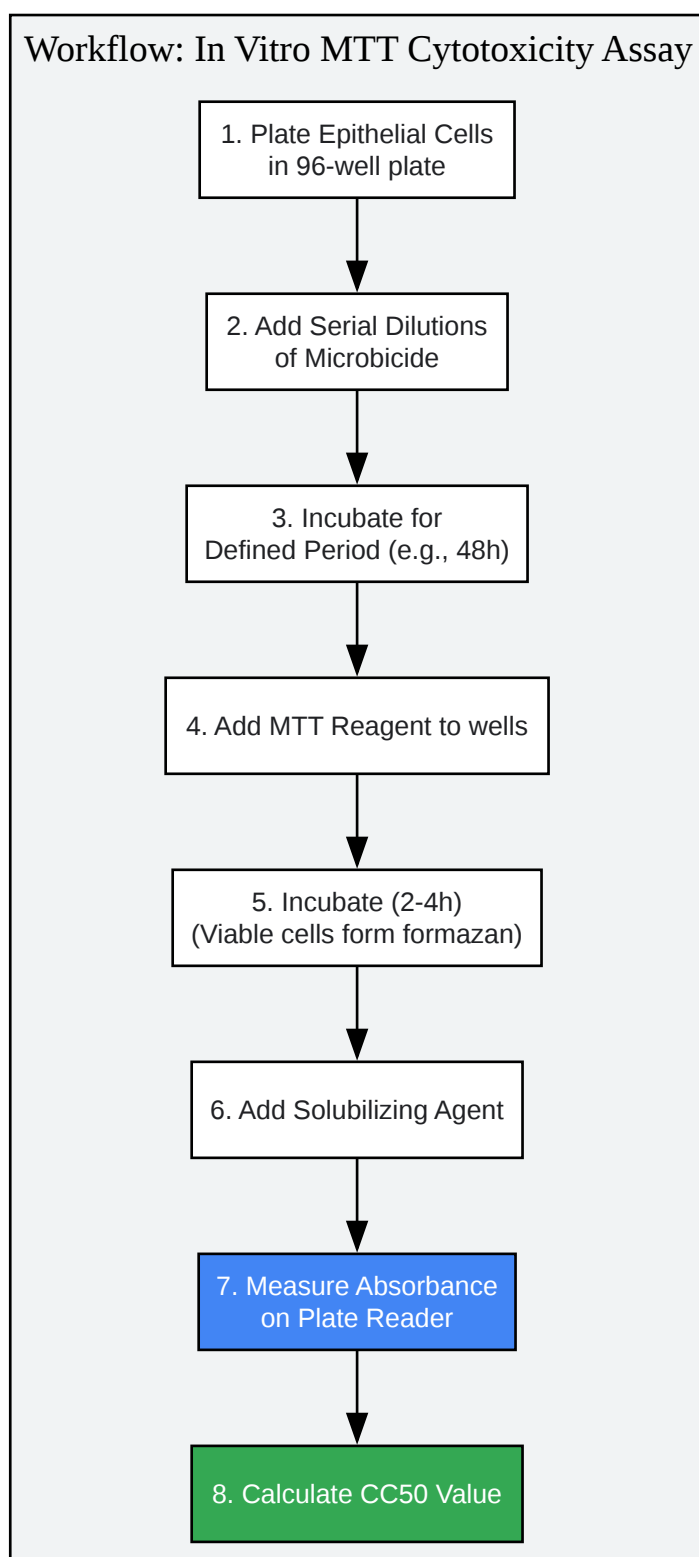 Workflow: In Vitro MTT Cytotoxicity Assay
1. Plate Epithelial Cells
in 96-well plate
2. Add Serial Dilutions
of Microbicide
3. Incubate for
Defined Period (e.g., 48h)
4. Add MTT Reagent to wells
5. Incubate (2-4h)
(Viable cells form formazan)
6. Add Solubilizing Agent
7. Measure Absorbance
on Plate Reader
8. Calculate CC50 Value